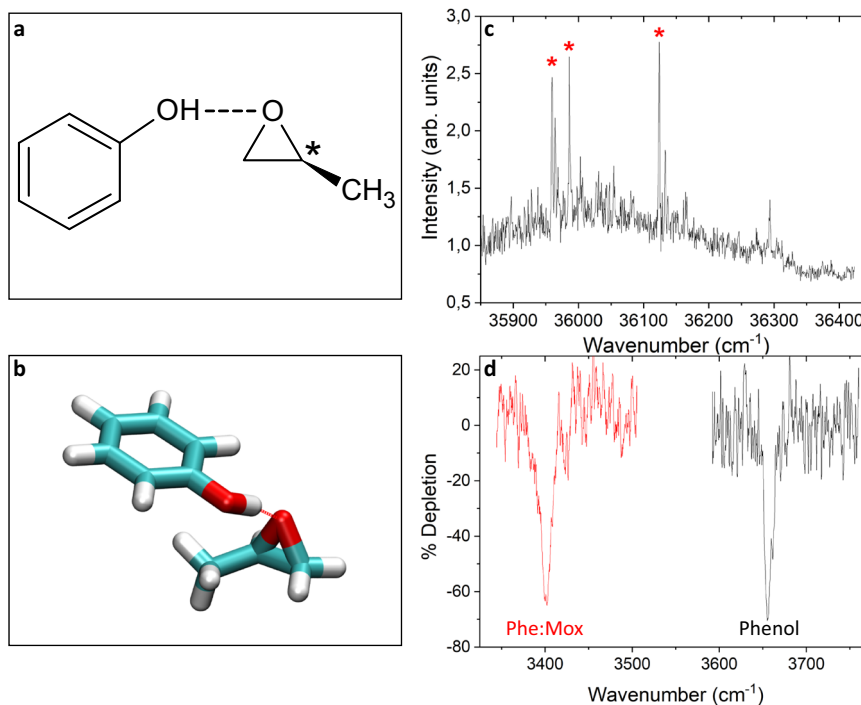 a
OH
O
*
CH3
b
c
3,0
2,5
2,0
1,5
1,0
0,5
Intensity (arb. units)
* * *
35900 36000 36100 36200 36300 36400
Wavenumber (cm-1)
d
20
0
-20
-40
-60
-80
% Depletion
Phe:Mox
Phenol
3400 3500 3600 3700
Wavenumber (cm-1)